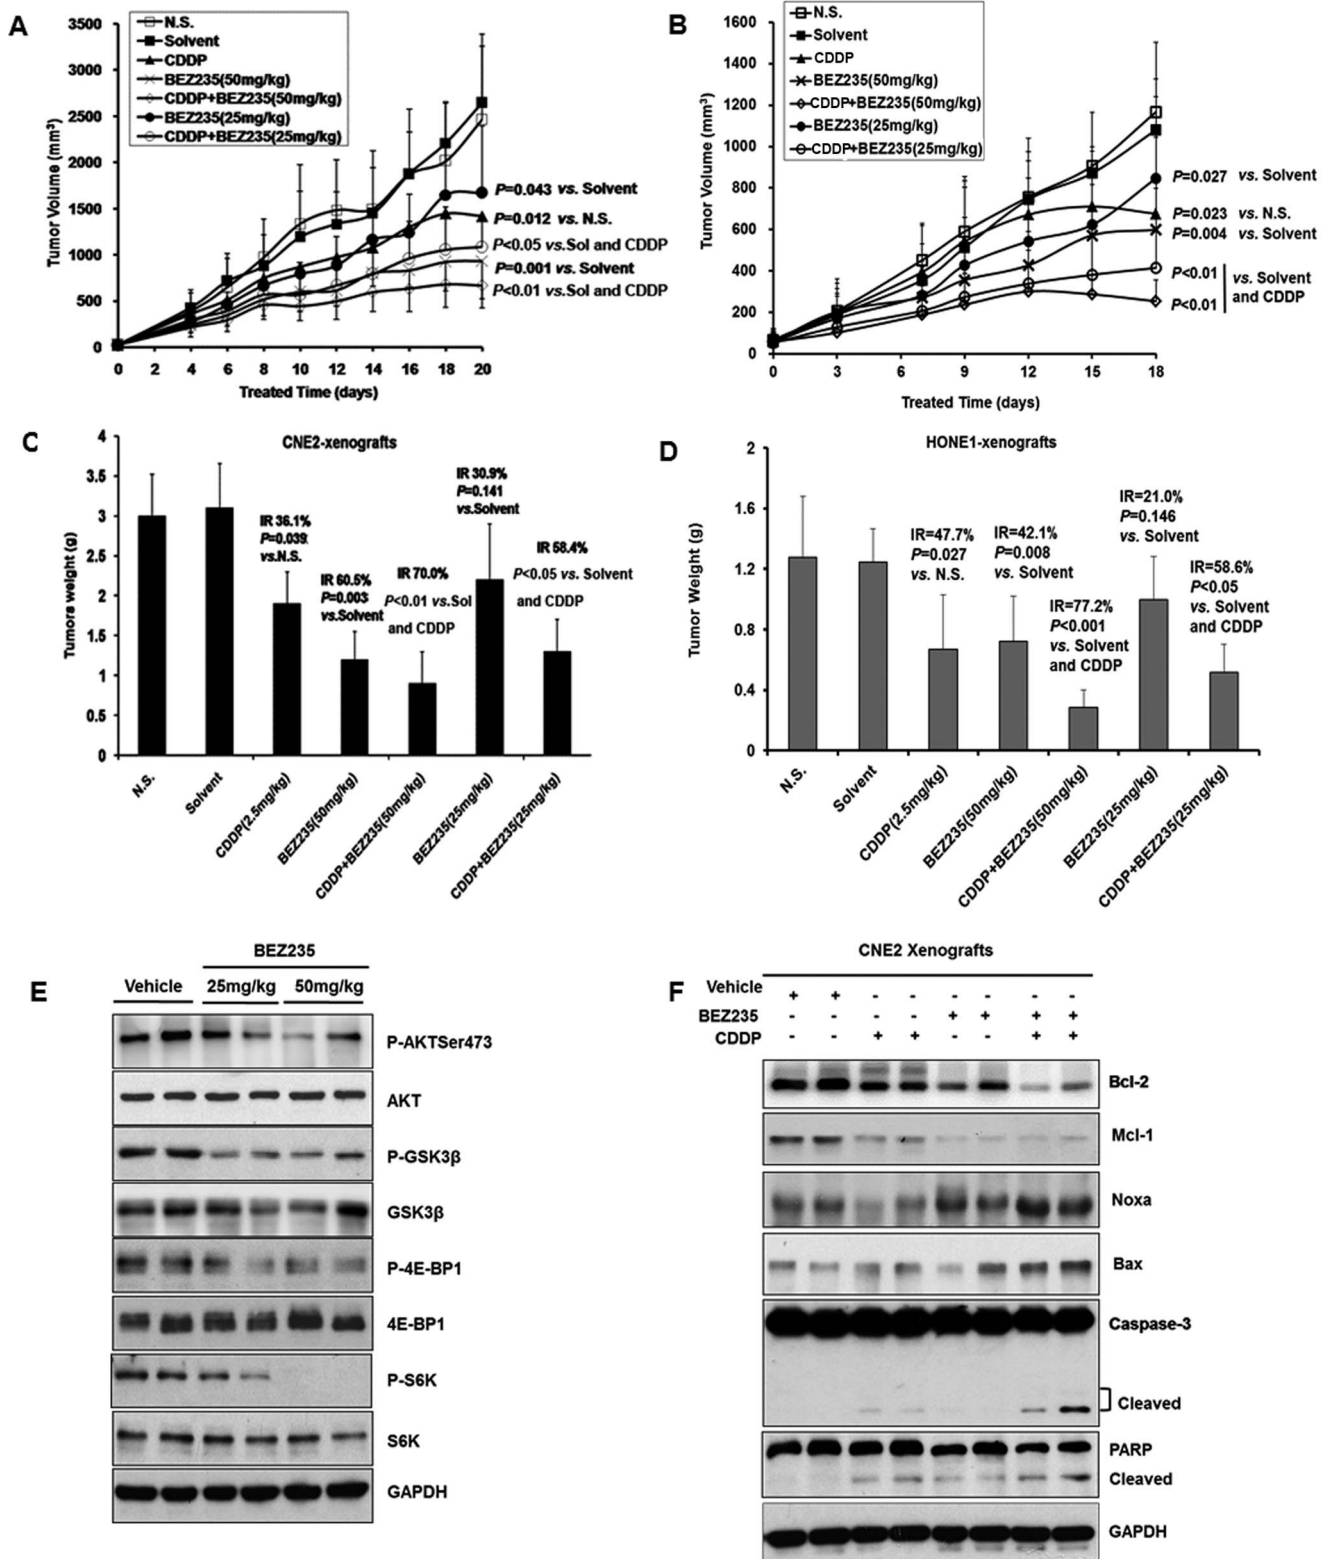 A
3500
3000
2500
2000
1500
1000
500
0
Tumor Volume (mm³)
N.S.
Solvent
CDDP
BEZ235(50mg/kg)
CDDP+BEZ235(50mg/kg)
BEZ235(25mg/kg)
CDDP+BEZ235(25mg/kg)
P=0.043 vs. Solvent
P=0.012 vs. N.S.
P<0.05 vs.Sol and CDDP
P=0.001 vs. Solvent
P<0.01 vs.Sol and CDDP
0 2 4 6 8 10 12 14 16 18 20
Treated Time (days)
B
1600
1400
1200
1000
800
600
400
200
0
Tumor Volume (mm³)
N.S.
Solvent
CDDP
BEZ235(50mg/kg)
CDDP+BEZ235(50mg/kg)
BEZ235(25mg/kg)
CDDP+BEZ235(25mg/kg)
P=0.027 vs. Solvent
P=0.023 vs. N.S.
P=0.004 vs. Solvent
P<0.01
P<0.01
vs. Solvent
and CDDP
0 3 6 9 12 15 18
Treated Time (days)
C
CNE2-xenografts
4
3.5
3
2.5
2
1.5
1
0.5
0
Tumors weight (g)
IR 36.1%
P=0.039
vs.N.S.
IR 60.5%
P=0.003
vs.Solvent
IR 70.0%
P<0.01 vs.Sol
and CDDP
IR 30.9%
P=0.141
vs.Solvent
IR 58.4%
P<0.05 vs. Solvent
and CDDP
N.S.
Solvent
CDDP(2.5mg/kg)
BEZ235(50mg/kg)
CDDP+BEZ235(50mg/kg)
BEZ235(25mg/kg)
CDDP+BEZ235(25mg/kg)
D
HONE1-xenografts
2
1.6
1.2
0.8
0.4
0
Tumor Weight (g)
IR=47.7%
P=0.027
vs. N.S.
IR=42.1%
P=0.008
vs. Solvent
IR=77.2%
P<0.001
vs. Solvent
and CDDP
IR=21.0%
P=0.146
vs. Solvent
IR=58.6%
P<0.05
vs. Solvent
and CDDP
N.S.
Solvent
CDDP(2.5mg/kg)
BEZ235(50mg/kg)
CDDP+BEZ235(50mg/kg)
BEZ235(25mg/kg)
CDDP+BEZ235(25mg/kg)
E
BEZ235
Vehicle 25mg/kg 50mg/kg
P-AKTSer473
AKT
P-GSK3β
GSK3β
P-4E-BP1
4E-BP1
P-S6K
S6K
GAPDH
F
CNE2 Xenografts
Vehicle + + - - - - - -
BEZ235 - - - - + + + +
CDDP - - + + - - + +
Bcl-2
Mcl-1
Noxa
Bax
Caspase-3
Cleaved
PARP
Cleaved
GAPDH